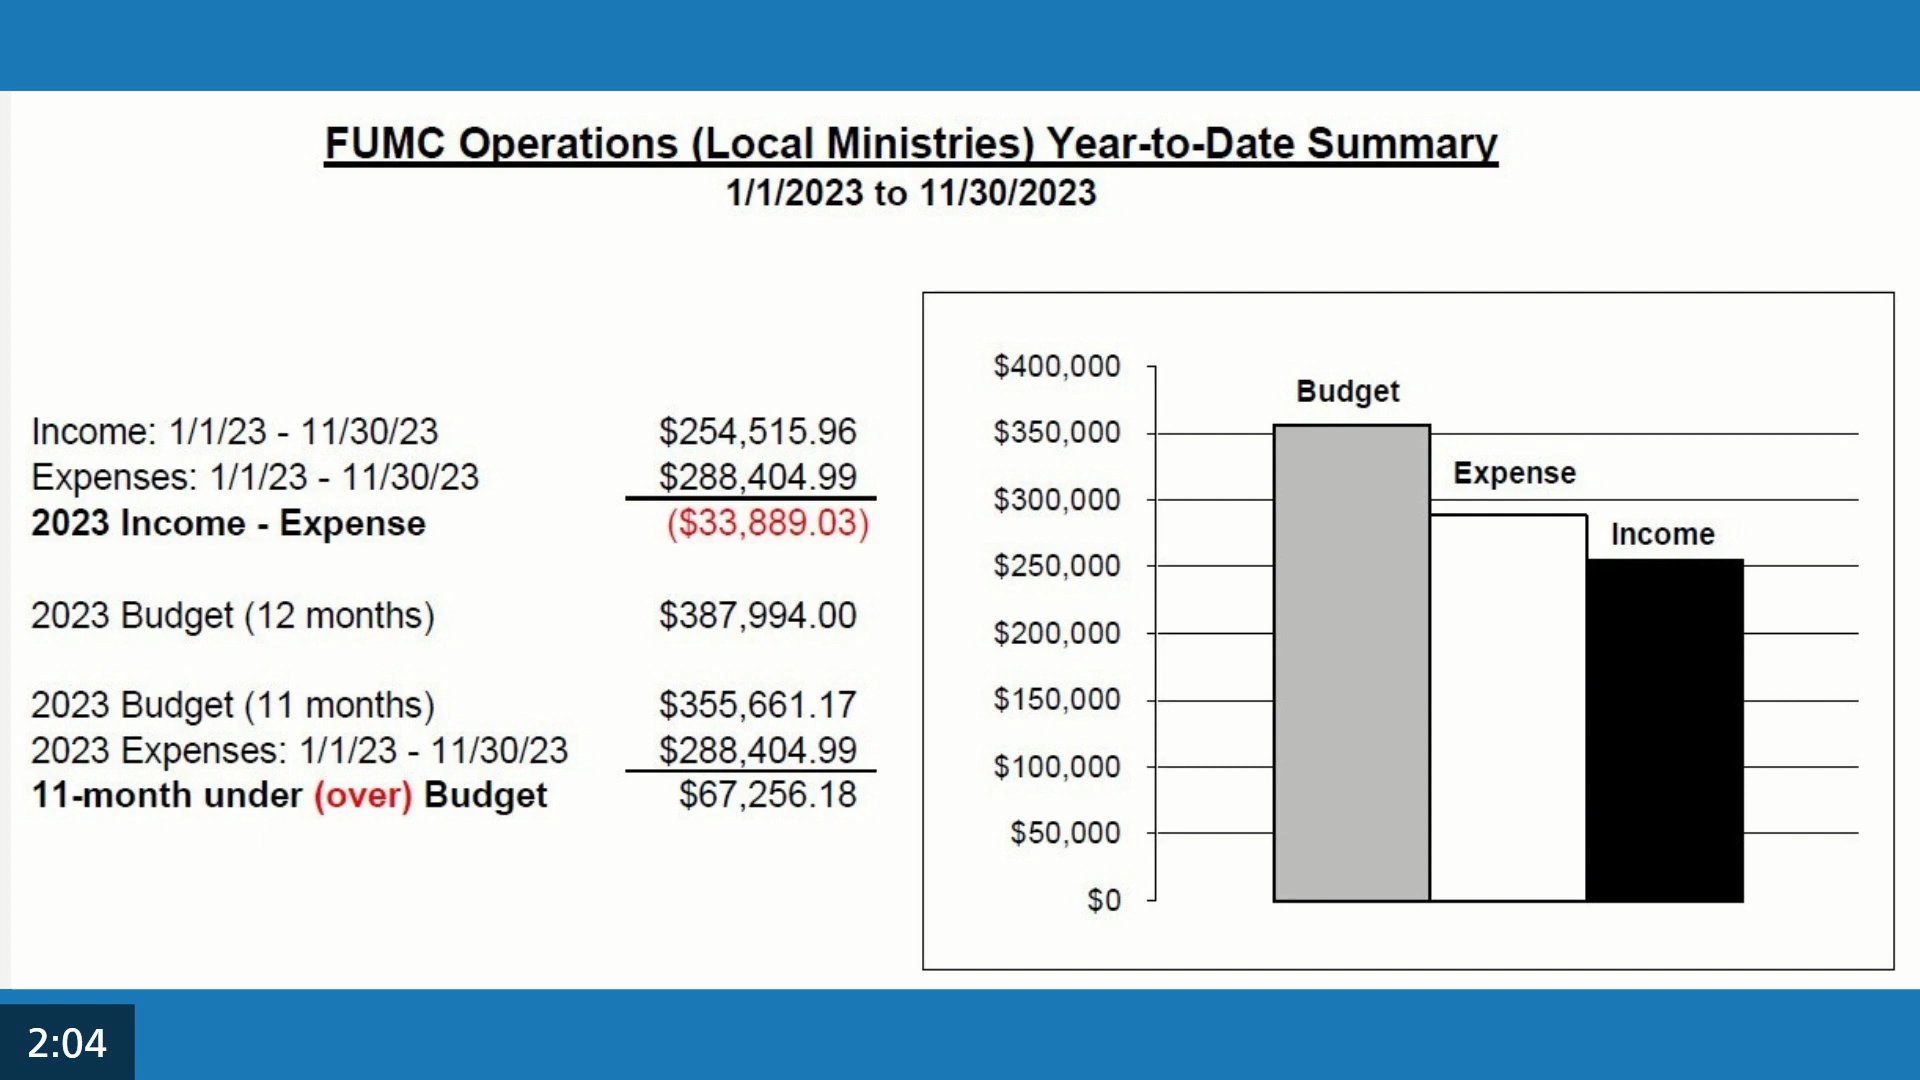 FUMC Operations (Local Ministries) Year-to-Date Summary
1/1/2023 to 11/30/2023
Income: 1/1/23 - 11/30/23 $254,515.96
Expenses: 1/1/23 - 11/30/23 $288,404.99
2023 Income - Expense ($33,889.03)
2023 Budget (12 months) $387,994.00
2023 Budget (11 months) $355,661.17
2023 Expenses: 1/1/23 - 11/30/23 $288,404.99
11-month under (over) Budget $67,256.18
$400,000
Budget
$350,000
Expense
$300,000
Income
$250,000
$200,000
$150,000
$100,000
$50,000
$0
2:04